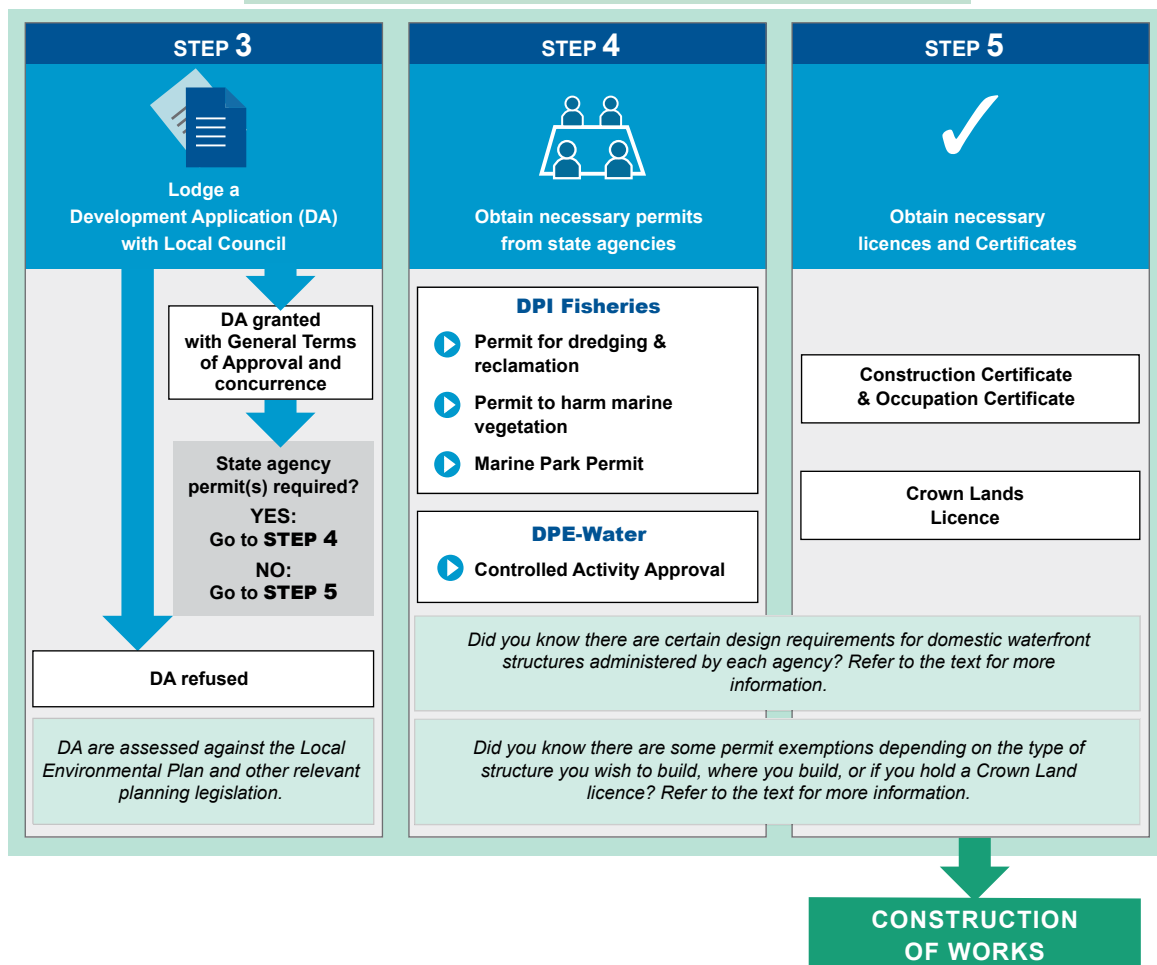 STEP 3
Lodge a
Development Application (DA)
with Local Council
DA granted
with General Terms
of Approval and
concurrence
State agency
permit(s) required?
YES:
Go to STEP 4
NO:
Go to STEP 5
DA refused
DA are assessed against the Local
Environmental Plan and other relevant
planning legislation.
STEP 4
Obtain necessary permits
from state agencies
DPI Fisheries
Permit for dredging &
reclamation
Permit to harm marine
vegetation
Marine Park Permit
DPE-Water
Controlled Activity Approval
STEP 5
Obtain necessary
licences and Certificates
Construction Certificate
& Occupation Certificate
Crown Lands
Licence
Did you know there are certain design requirements for domestic waterfront
structures administered by each agency? Refer to the text for more
information.
Did you know there are some permit exemptions depending on the type of
structure you wish to build, where you build, or if you hold a Crown Land
licence? Refer to the text for more information.
CONSTRUCTION
OF WORKS